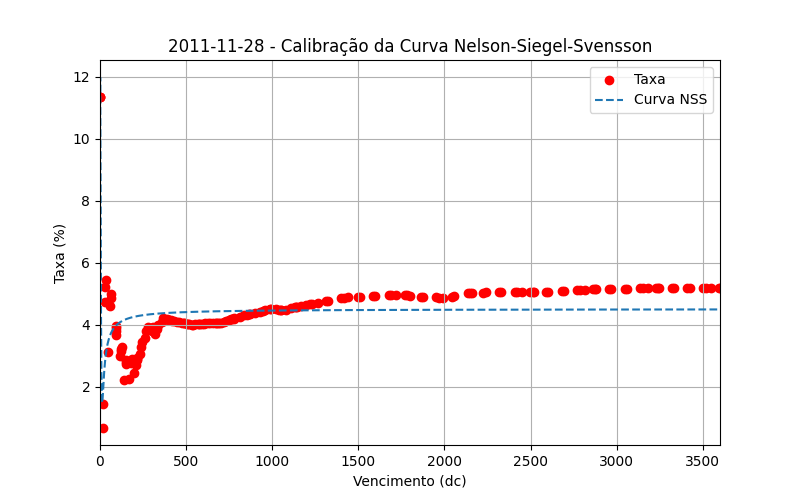 2011-11-28 - Calibração da Curva Nelson-Siegel-Svensson
Taxa
Curva NSS
Taxa (%)
12
10
8
6
4
2
0
500
1000
1500
2000
2500
3000
3500
Vencimento (dc)